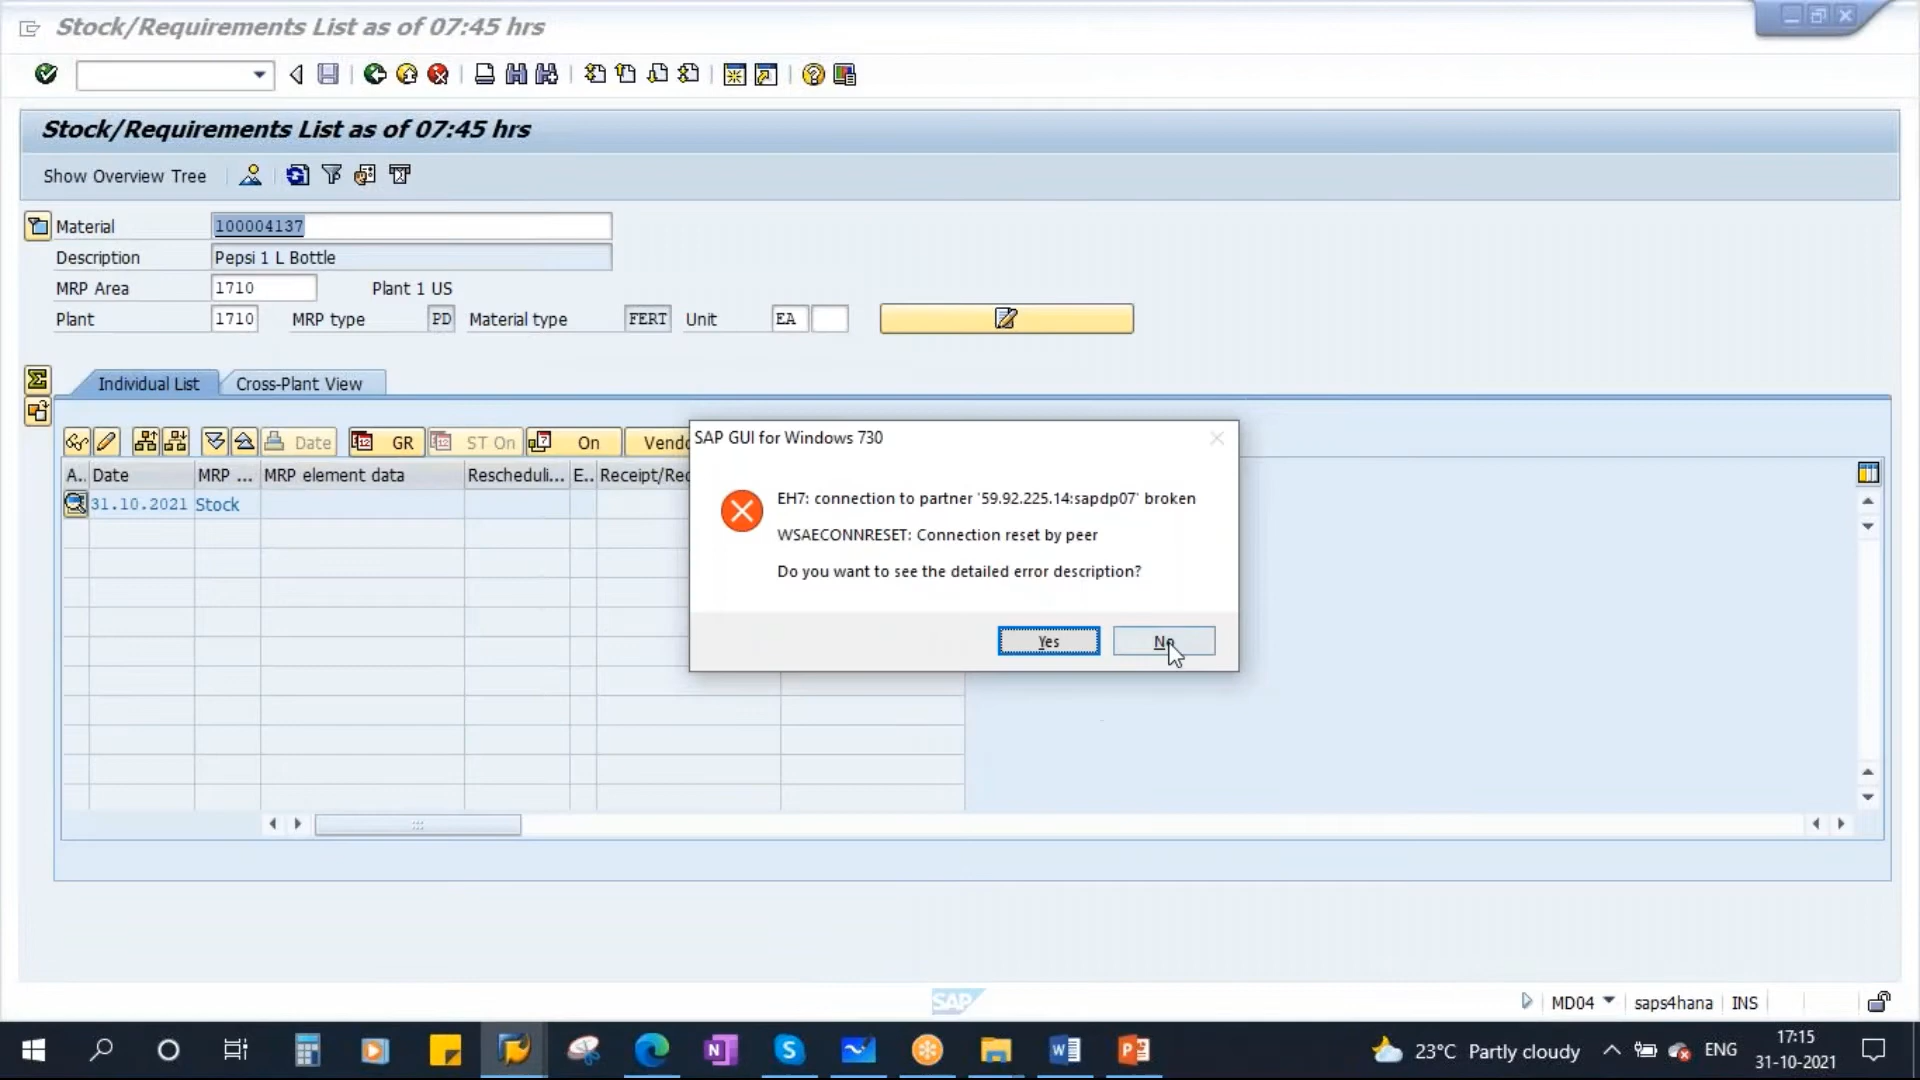 Stock/Requirements List as of 07:45 hrs
Stock/Requirements List as of 07:45 hrs
Show Overview Tree
Material 100004137
Description Pepsi 1 L Bottle
MRP Area 1710 Plant 1 US
Plant 1710 MRP type PD Material type FERT Unit EA
Individual List Cross-Plant View
Date GR ST On On Vendo
A.. Date MRP ... MRP element data Rescheduli... E.. Receipt/Rec
31.10.2021 Stock
SAP GUI for Windows 730
EH7: connection to partner '59.92.225.14:sapdp07' broken
WSAECONNRESET: Connection reset by peer
Do you want to see the detailed error description?
Yes No
SAP
MD04 saps4hana INS
23°C Partly cloudy ENG 17:15
31-10-2021